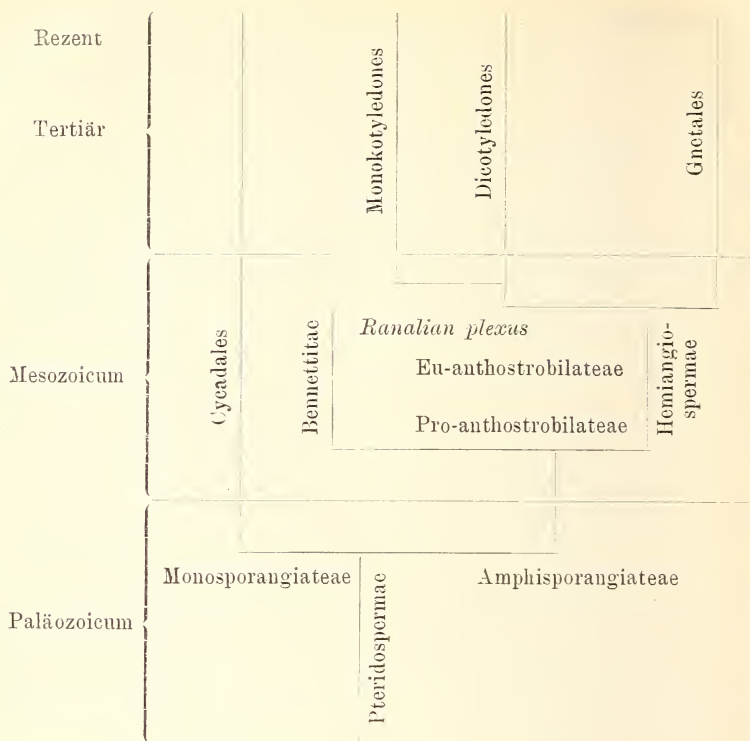 Rezent
Tertiär
Monokotyledones
Dicotyledones
Gnetales
Mesozoicum
Cycadales
Bennettitae
Ranalian plexus
Eu-anthostrobilateae
Pro-anthostrobilateae
Hemiangio-
spermae
Paläozoicum
Monosporangiateae
Amphisporangiateae
Pteridospermae